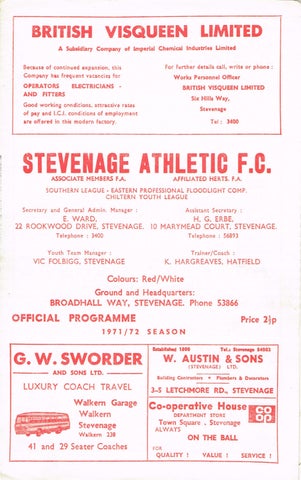 BRITISH VISQUEEN LIMITED
A Subsidiary Company of Imperial Chemical Industries Limited
Because of continued expansion, this
Company has frequent vacancies for
OPERATORS ELECTRICIANS -
AND FITTERS
Good working conditions, attractive rates
of pay and I.C.I. conditions of employment
are offered in this modern factory.
For further details call, write or phone :
Works Personnel Officer
BRITISH VISQUEEN LIMITED
Six Hills Way,
Stevenage
Tel: 3400
STEVENAGE ATHLETIC F.C.
ASSOCIATE MEMBERS F.A. AFFILIATED HERTS. F.A.
SOUTHERN LEAGUE - EASTERN PROFESSIONAL FLOODLIGHT COMP.
CHILTERN YOUTH LEAGUE
Secretary and General Admin. Manager :
E. WARD,
22 ROOKWOOD DRIVE, STEVENAGE.
Telephone : 3400
Assistant Secretary :
H. G. ERBE,
10 MARYMEAD COURT, STEVENAGE.
Telephone : 56893
Youth Team Manager :
VIC FOLBIGG, STEVENAGE
Trainer/Coach :
K. HARGREAVES, HATFIELD
Colours: Red/White
Ground and Headquarters:
BROADHALL WAY, STEVENAGE. Phone 53866
OFFICIAL PROGRAMME
1971/72 SEASON
Price 2½p
G. W. SWORDER
AND SONS LTD.
LUXURY COACH TRAVEL
Walkern Garage
Walkern
Stevenage
Walkern 238
41 and 29 Seater Coaches
Established 1800 Tel. Stevenage 54602
W. AUSTIN & SONS
(STEVENAGE) LTD.
Building Contractors - Plumbers & Decorators
3-5 LETCHMORE RD., STEVENAGE
Co-operative House
DEPARTMENT STORE
Town Square . Stevenage
ALWAYS
ON THE BALL
FOR
QUALITY ! VALUE ! SERVICE !
CO
OP